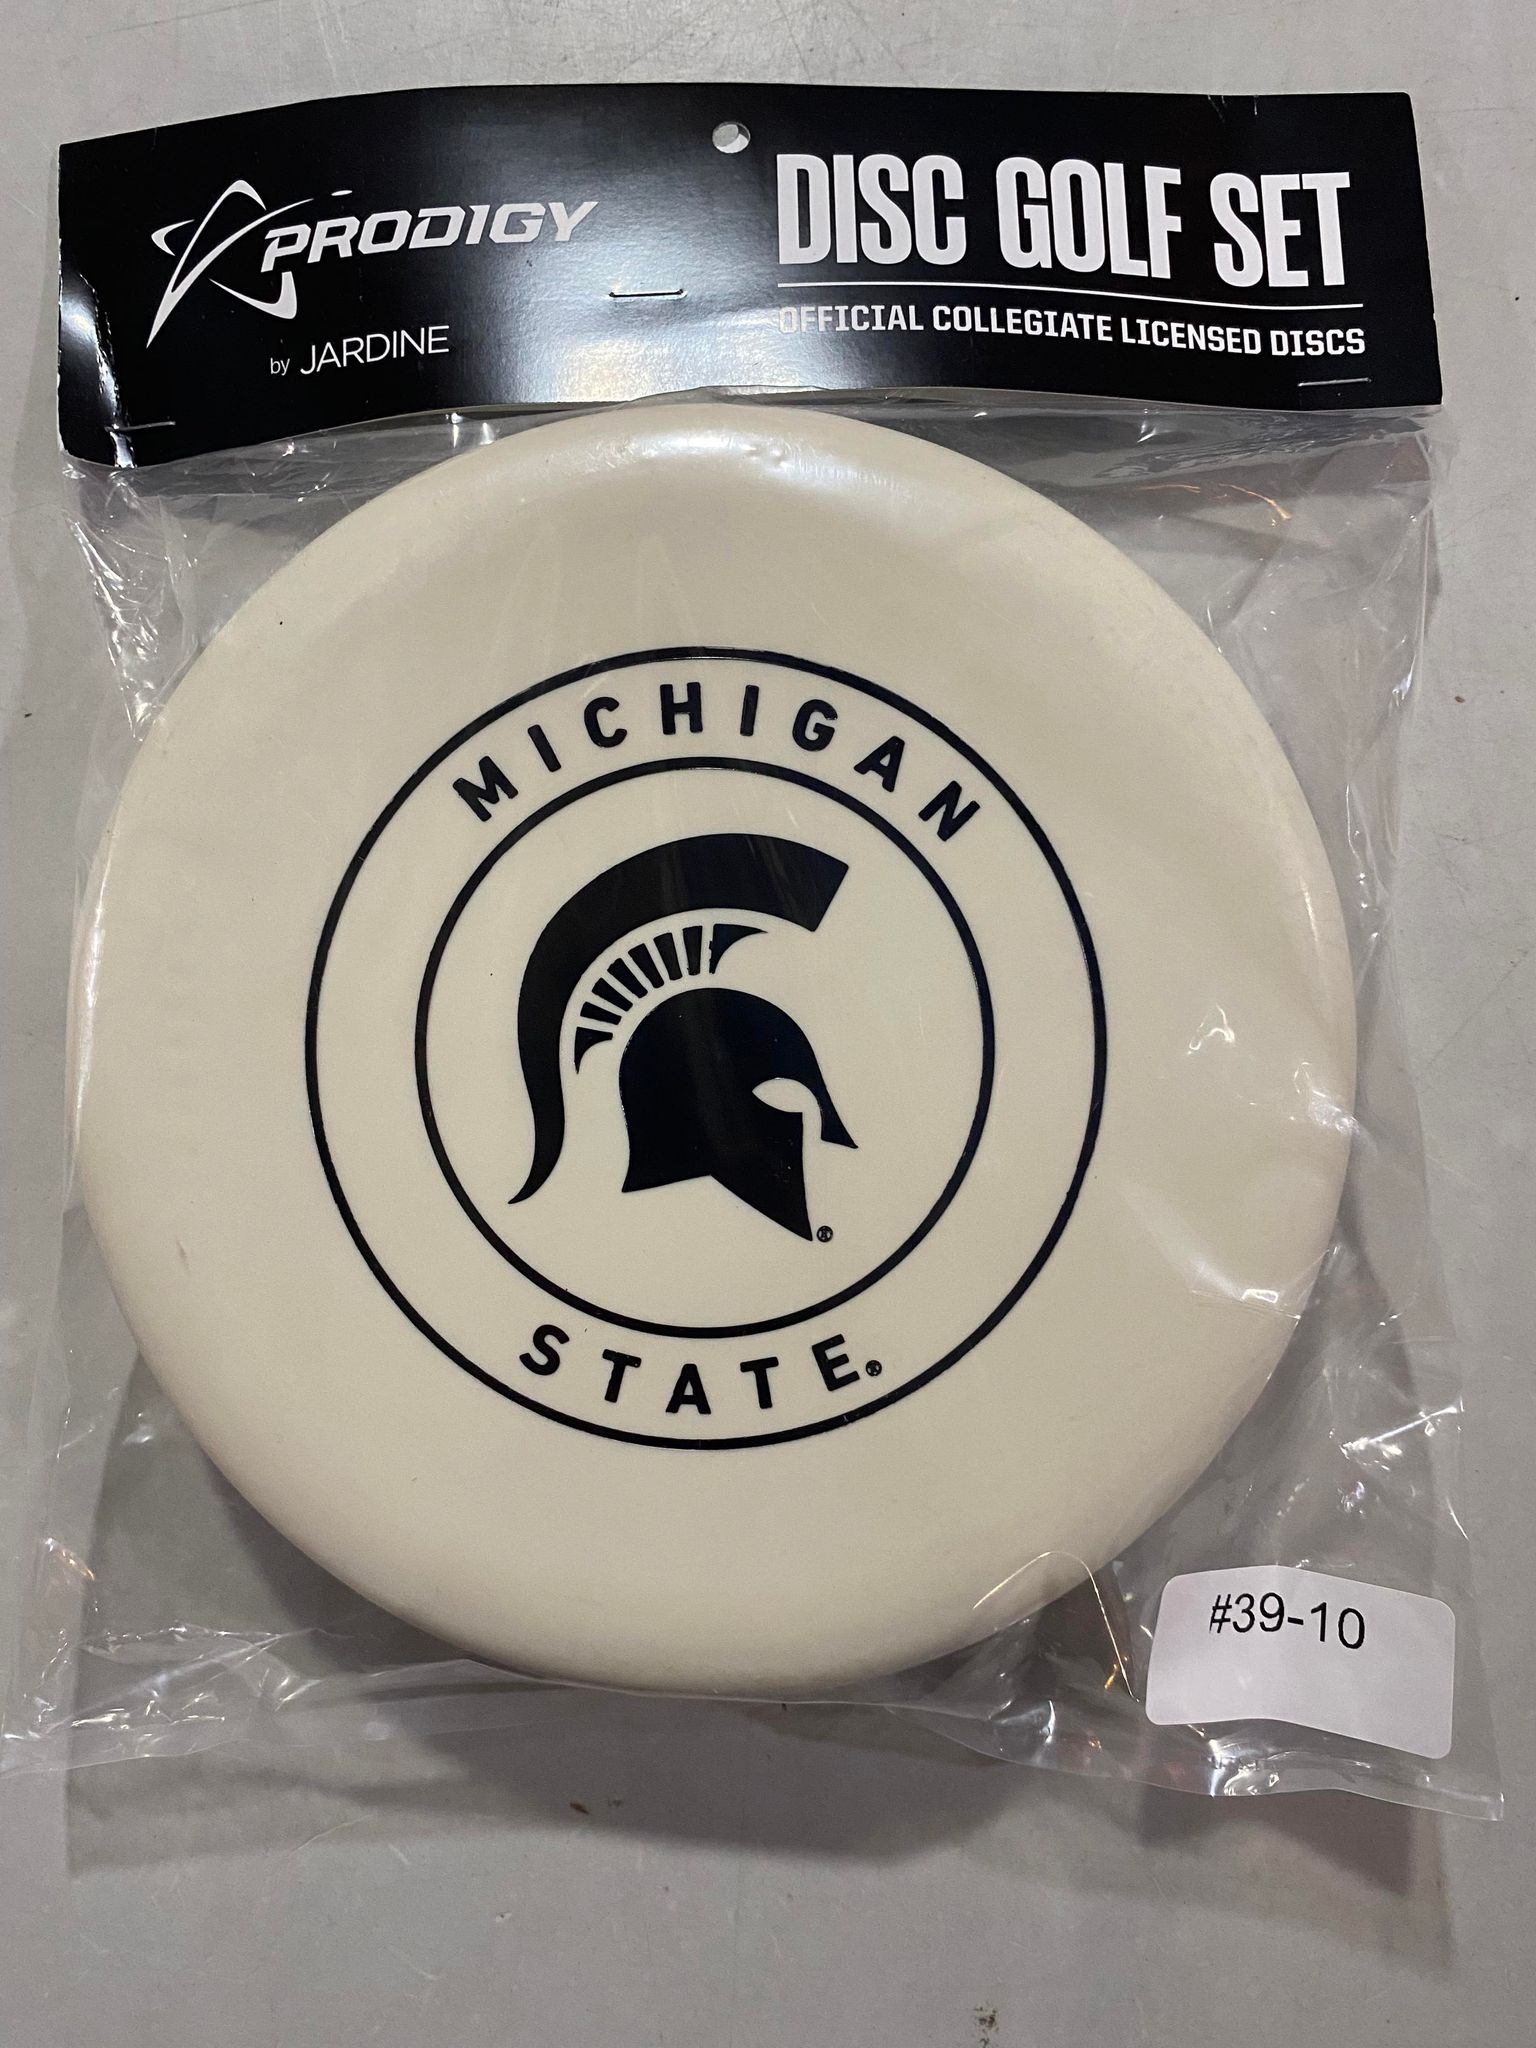 PRODIGY
by JARDINE
DISC GOLF SET
OFFICIAL COLLEGIATE LICENSED DISCS
MICHIGAN
®
STATE®
#39-10